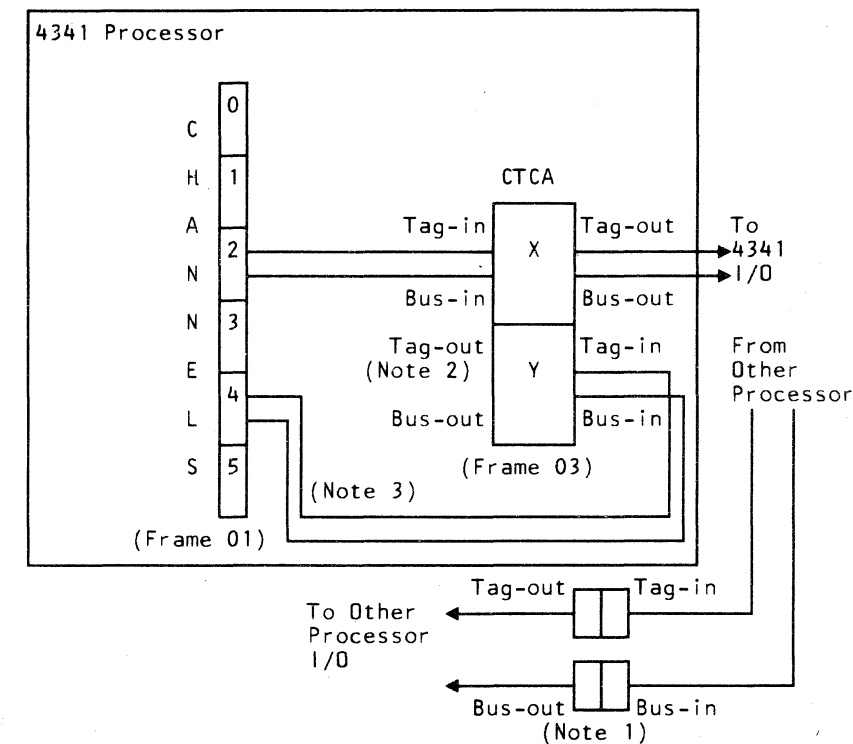 4341 Processor
CHANNELS
0
1
2
3
4
5
(Frame 01)
CTCA
Tag-in
X
Tag-out
To
4341
I/O
Bus-in
Bus-out
Tag-out
(Note 2)
Y
Tag-in
Bus-out
Bus-in
(Frame 03)
(Note 3)
From
Other
Processor
Tag-out
Tag-in
To Other
Processor
I/O
Bus-out
Bus-in
(Note 1)